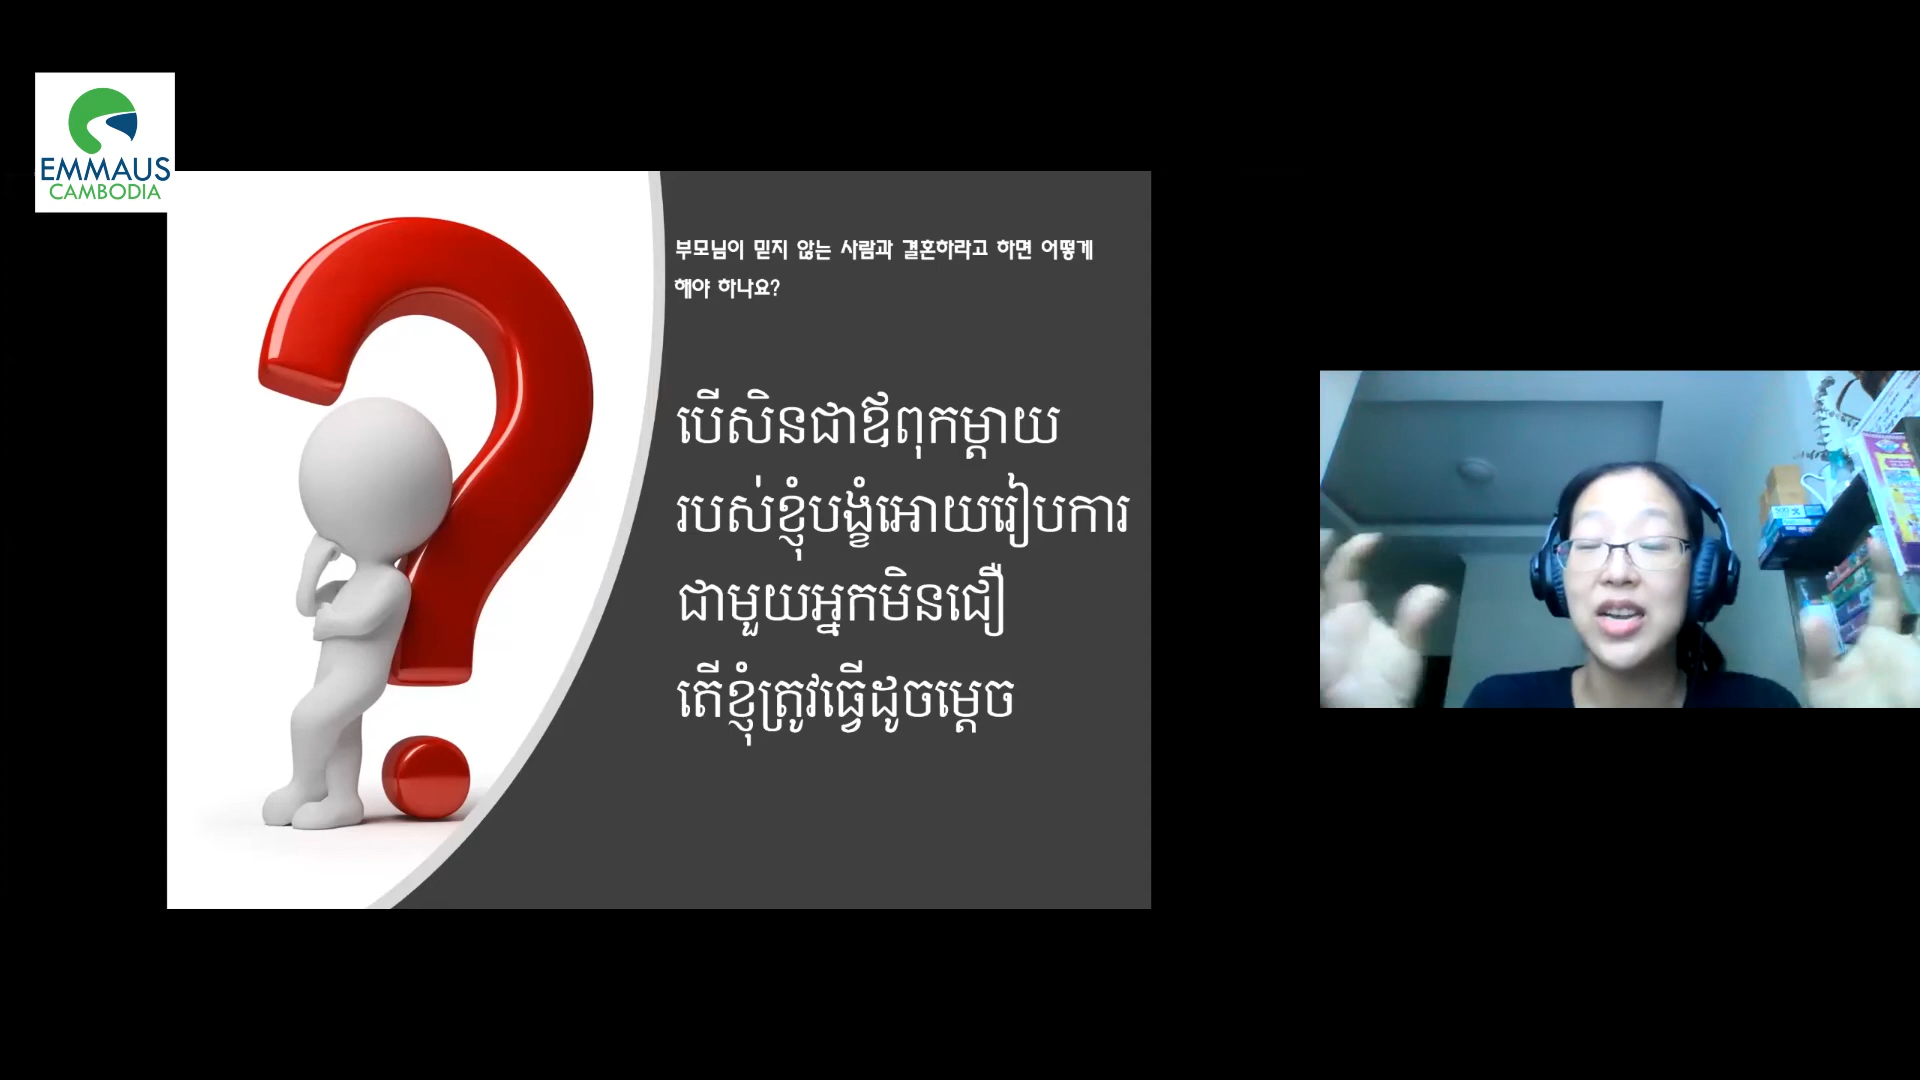 EMMAUS
CAMBODIA
부모님이 믿지 않는 사람과 결혼하라고 하면 어떻게
해야 하나요?
បើសិនជាឪពុកម្តាយ
របស់ខ្ញុំបង្ខំអោយរៀបការ
ជាមួយអ្នកមិនជឿ
តើខ្ញុំត្រូវធ្វើដូចម្តេច